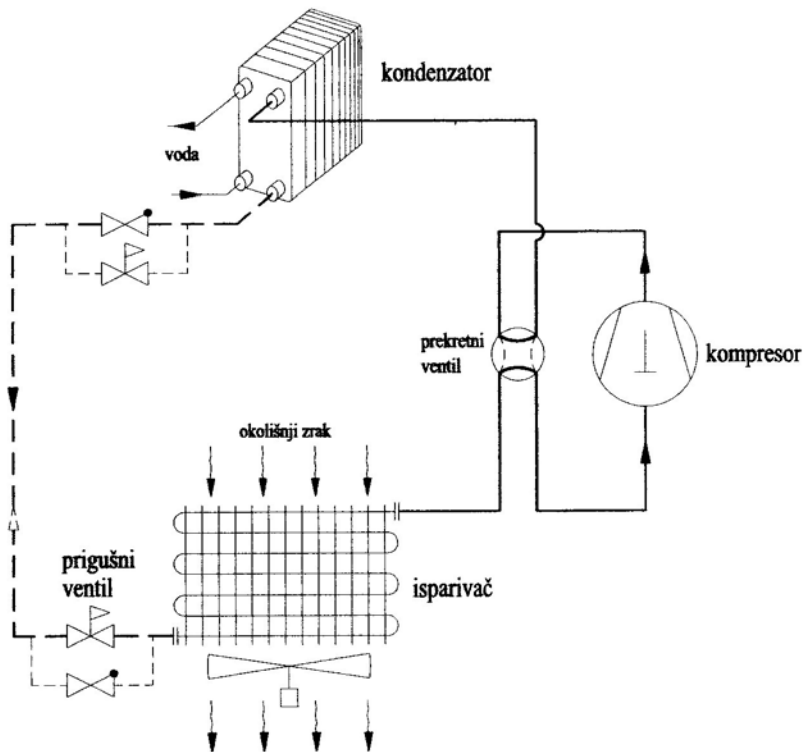 kondenzator
voda
prekretni
ventil
kompresor
okolišnji zrak
prigušni
ventil
isparivač